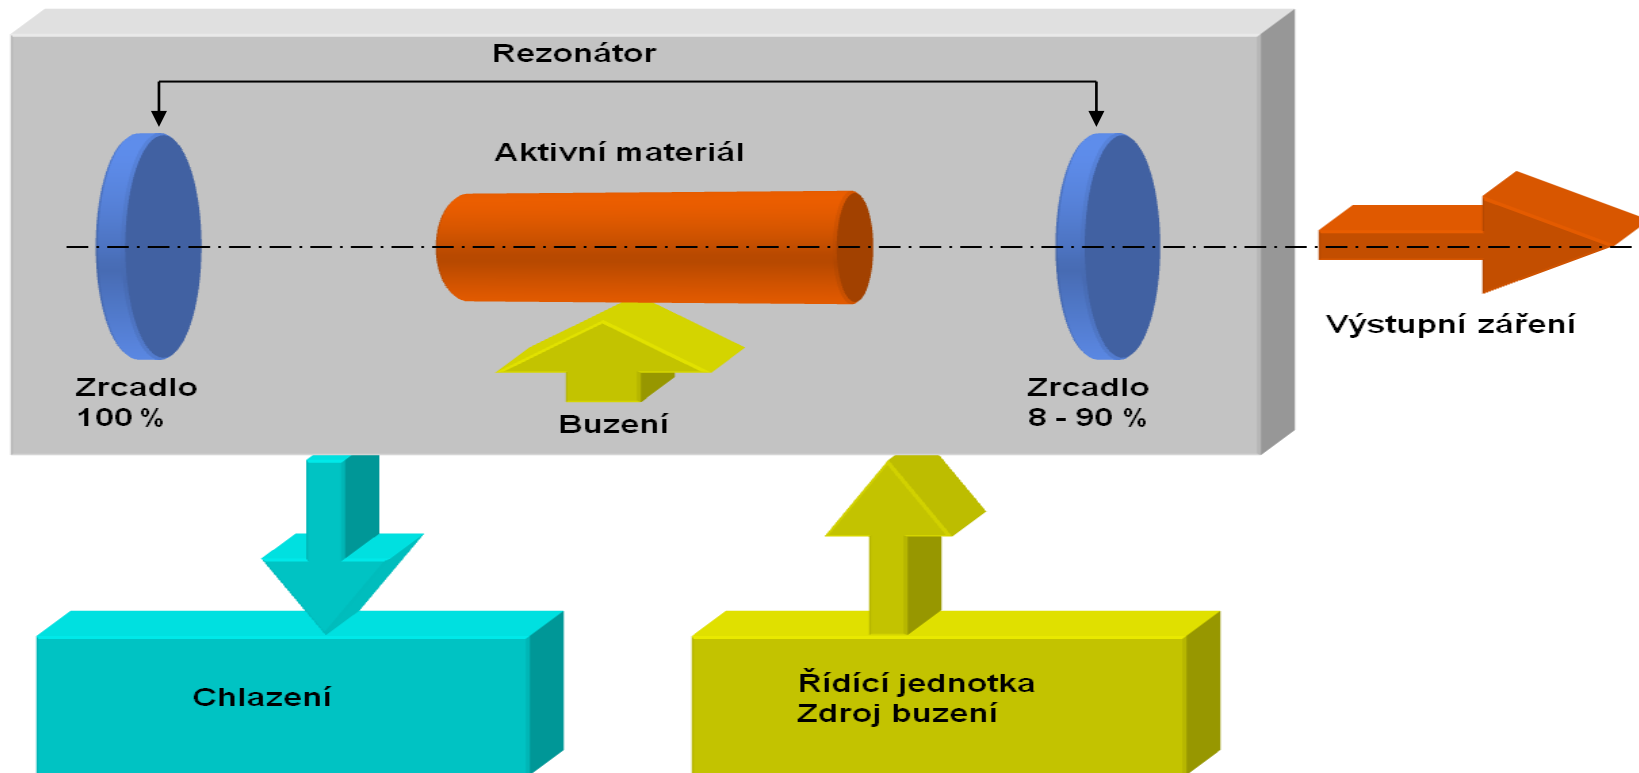 Rezonátor
Aktivní materiál
Výstupní záření
Zrcadlo
100 %
Zrcadlo
8 - 90 %
Buzení
Chlazení
Řídící jednotka
Zdroj buzení